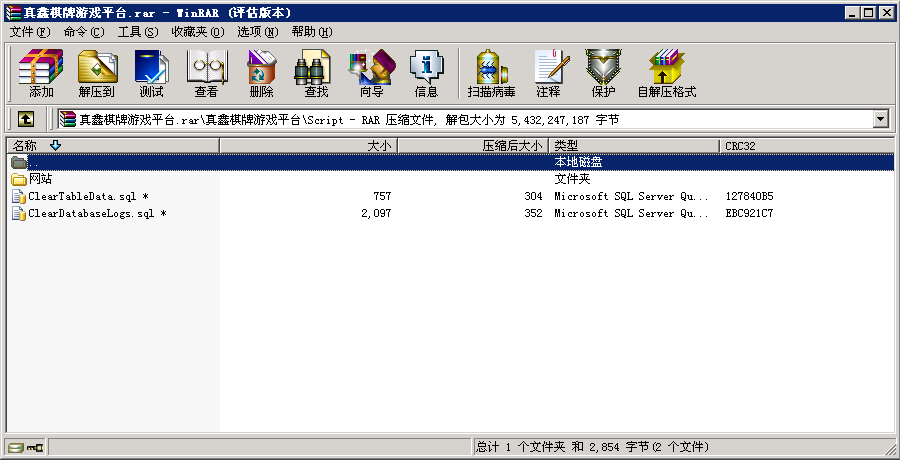 真鑫棋牌游戏平台.rar - WinRAR (评估版本)
文件(F) 命令(C) 工具(S) 收藏夹(O) 选项(N) 帮助(H)
添加 解压到 测试 查看 删除 查找 向导 信息 扫描病毒 注释 保护 自解压格式
真鑫棋牌游戏平台.rar\真鑫棋牌游戏平台\Script - RAR 压缩文件, 解包大小为 5,432,247,187 字节
名称 大小 压缩后大小 类型 CRC32
.. 本地磁盘
网站 文件夹
ClearTableData.sql * 757 304 Microsoft SQL Server Qu... 127840B5
ClearDatabaseLogs.sql * 2,097 352 Microsoft SQL Server Qu... EBC921C7
总计 1 个文件夹 和 2,854 字节(2 个文件)